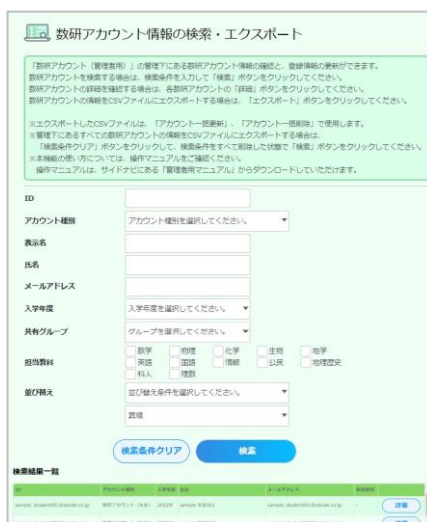 数研アカウント情報の検索・エクスポート
「数研アカウント（管理者用）」の管理下にある数研アカウント情報の確認と、登録情報の更新ができます。
数研アカウントを検索する場合は、検索条件を入力して「検索」ボタンをクリックしてください。
数研アカウントの詳細を確認する場合は、各数研アカウントの「詳細」ボタンをクリックしてください。
数研アカウントの情報をCSVファイルにエクスポートする場合は、「エクスポート」ボタンをクリックしてください。
※エクスポートしたCSVファイルは、「アカウント一括更新」、「アカウント一括削除」で使用します。
※管理下にあるすべての数研アカウントの情報をCSVファイルにエクスポートする場合は、
「検索条件クリア」ボタンをクリックして、検索条件をすべて削除した状態で「検索」ボタンをクリックしてください。
※本機能の使い方については、操作マニュアルをご確認ください。
操作マニュアルは、サイドナビにある「管理者用マニュアル」からダウンロードしていただけます。
ID
アカウント種別 アカウント種別を選択してください。
表示名
氏名
メールアドレス
入学年度 入学年度を選択してください。
共有グループ グループを選択してください。
担当教科 数学 物理 化学 生物 地学
英語 国語 情報 公民 地理歴史
科人 理数
並び替え 並び替え条件を選択してください。
昇順
検索条件クリア 検索
検索結果一覧
ID アカウント種別 入学年度 氏名 メールアドレス
詳細